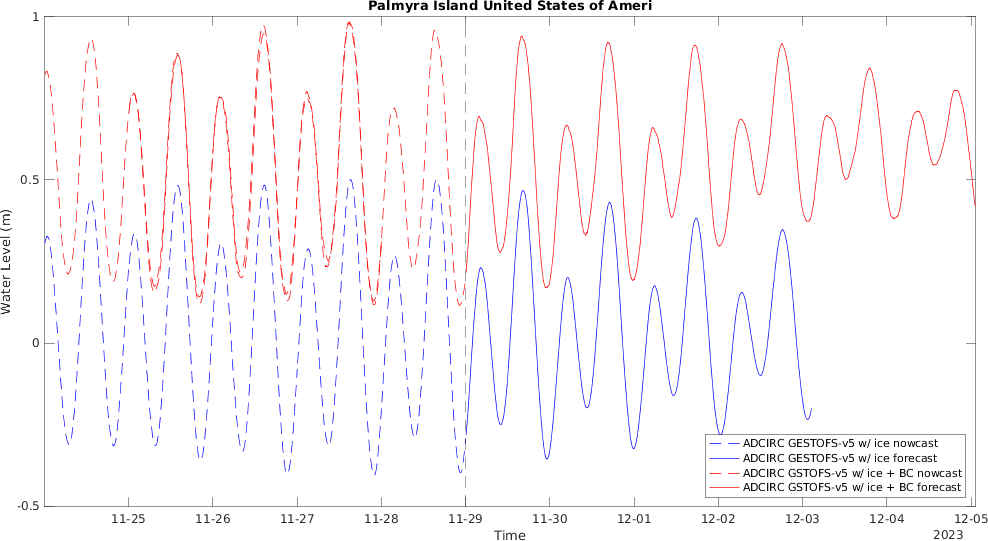 Palmyra Island United States of Ameri
Water Level (m)
1
0.5
0
-0.5
11-25 11-26 11-27 11-28 11-29 11-30 12-01 12-02 12-03 12-04 12-05
Time
2023
ADCIRC GESTOFS-v5 w/ ice nowcast
ADCIRC GESTOFS-v5 w/ ice forecast
ADCIRC GSTOFS-v5 w/ ice + BC nowcast
ADCIRC GSTOFS-v5 w/ ice + BC forecast